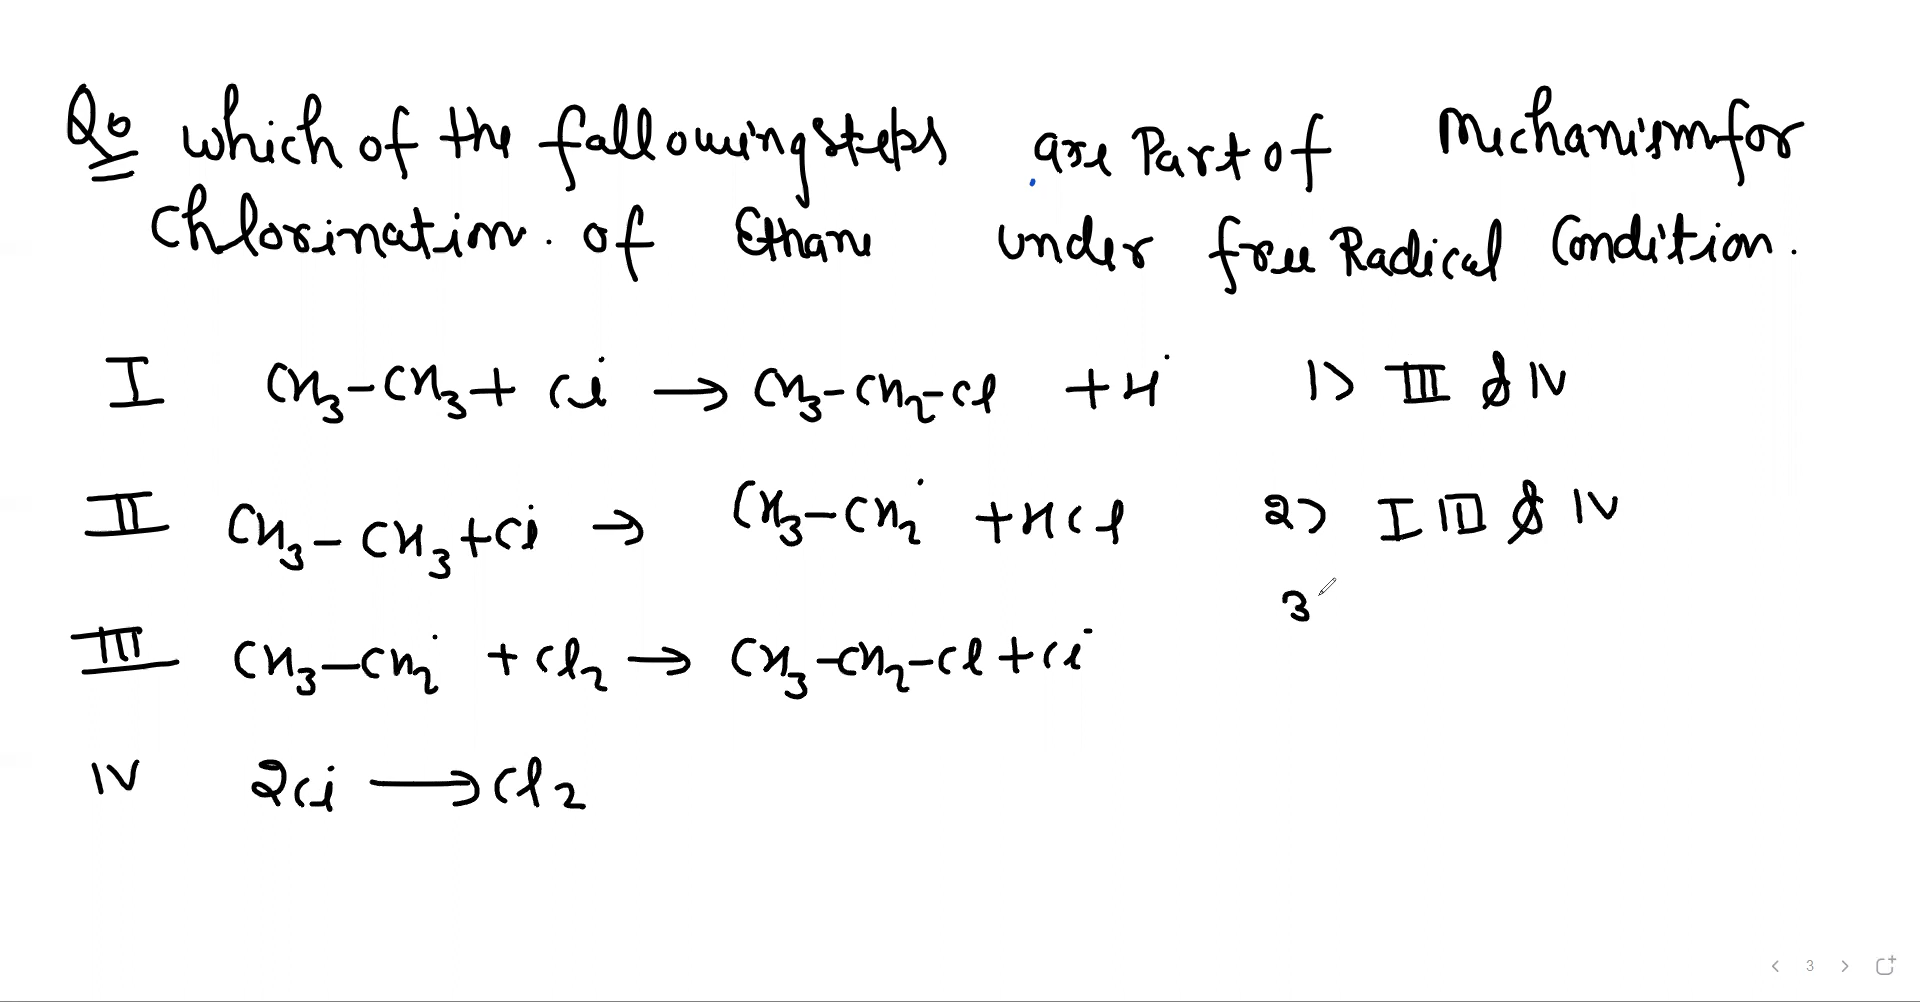 Q. which of the fallowing steps are Part of Mechanism for
Chlorination. of Ethane under free Radical Condition.
I CH3-CH3 + Cl· → CH3-CH2-Cl + H· 1) III & IV
II CH3-CH3 + Cl· → CH3-CH2· + HCl 2) I III & IV
3
III CH3-CH2· + Cl2 → CH3-CH2-Cl + Cl·
IV 2Cl· → Cl2
3